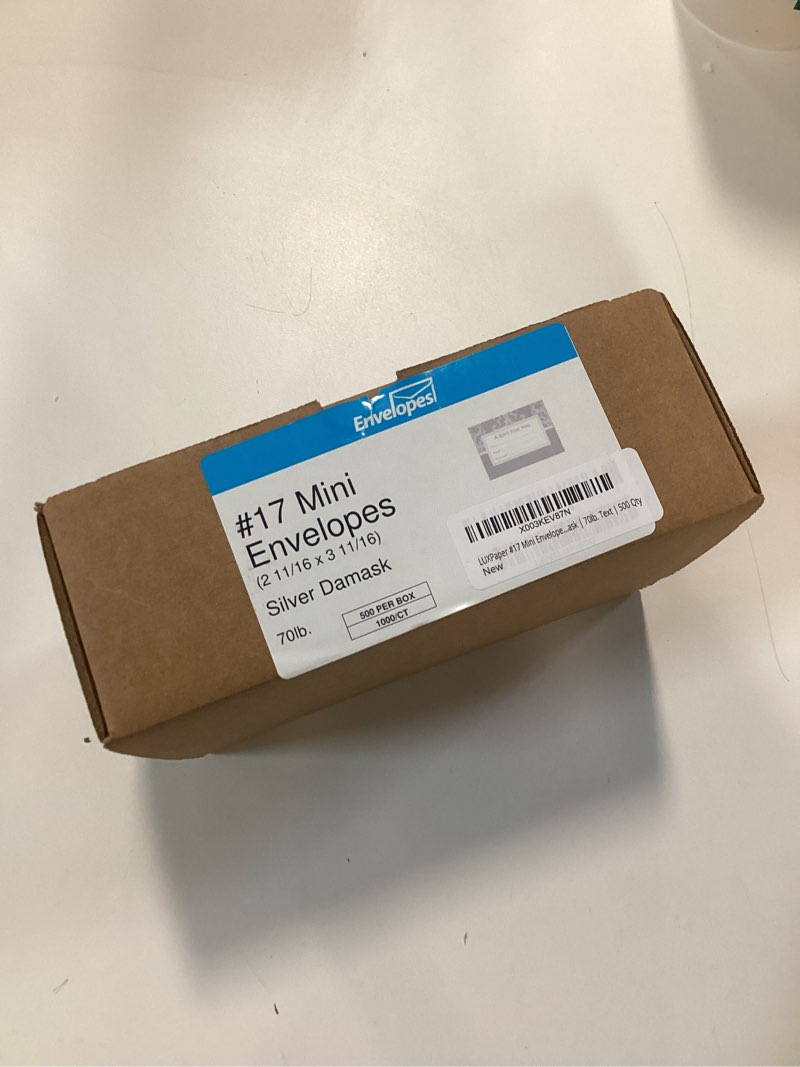 Envelopes
#17 Mini
Envelopes
(2 11/16 x 3 11/16)
Silver Damask
70lb.
500 PER BOX
1000/CT
X003KEV87N
LUXPaper #17 Mini Envelope...ask | 70lb. Text | 500 Qty
New